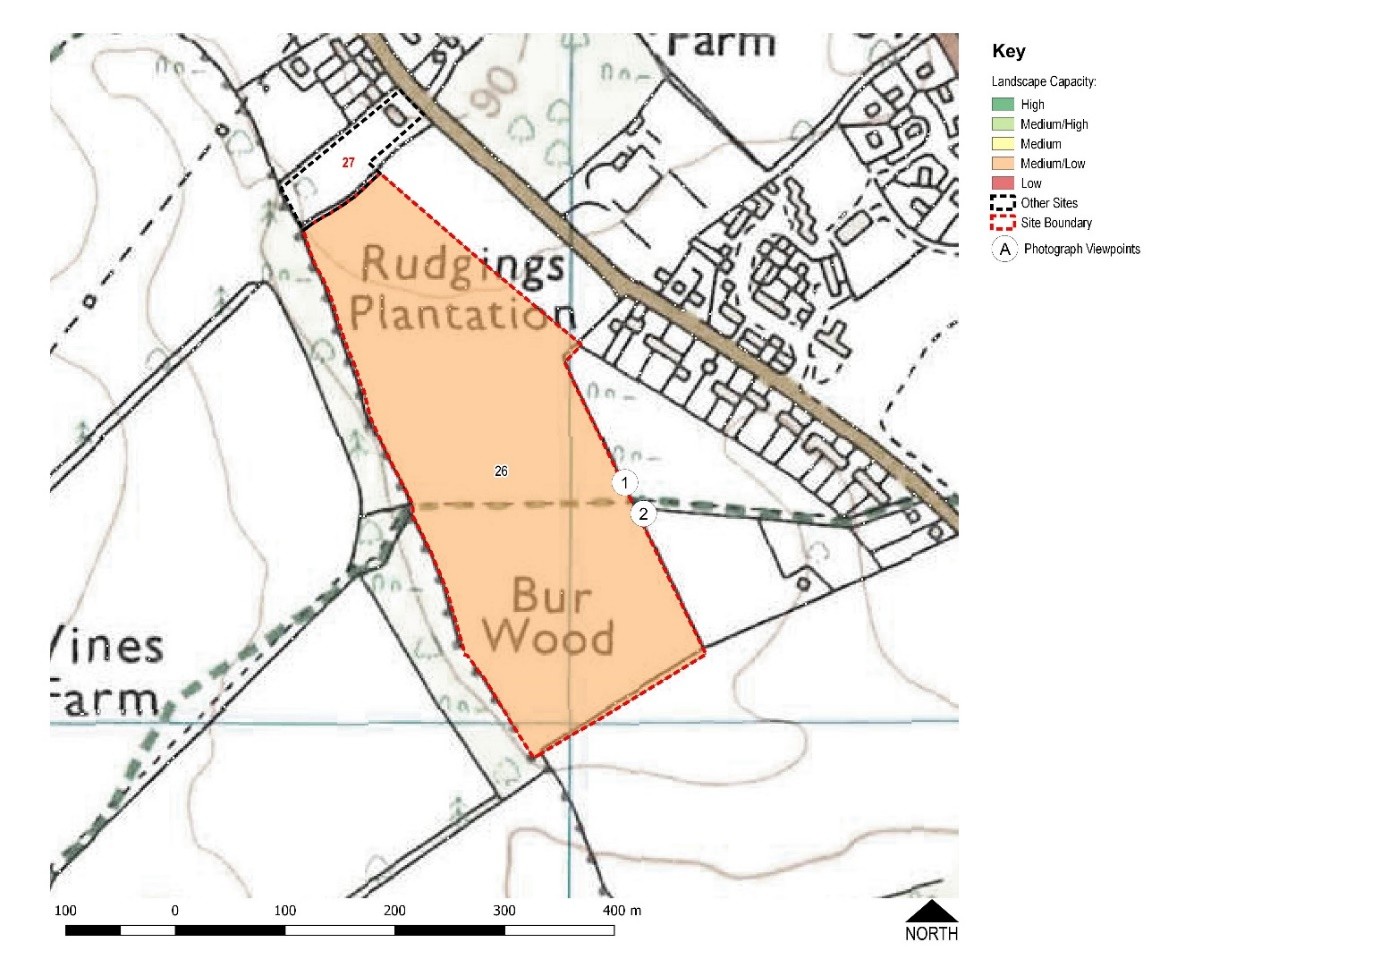 Farm
90
27
Rudgings
Plantation
26
1
2
Bur
Wood
Vines
Farm
100 0 100 200 300 400 m
NORTH
Key
Landscape Capacity:
High
Medium/High
Medium
Medium/Low
Low
Other Sites
Site Boundary
A Photograph Viewpoints